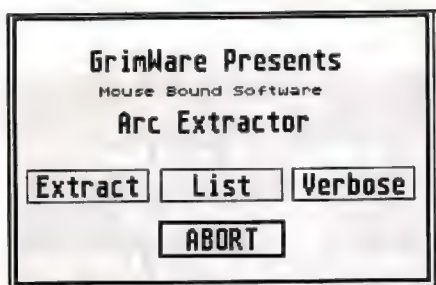 GrimWare Presents
Mouse Bound Software
Arc Extractor
Extract List Verbose
ABORT